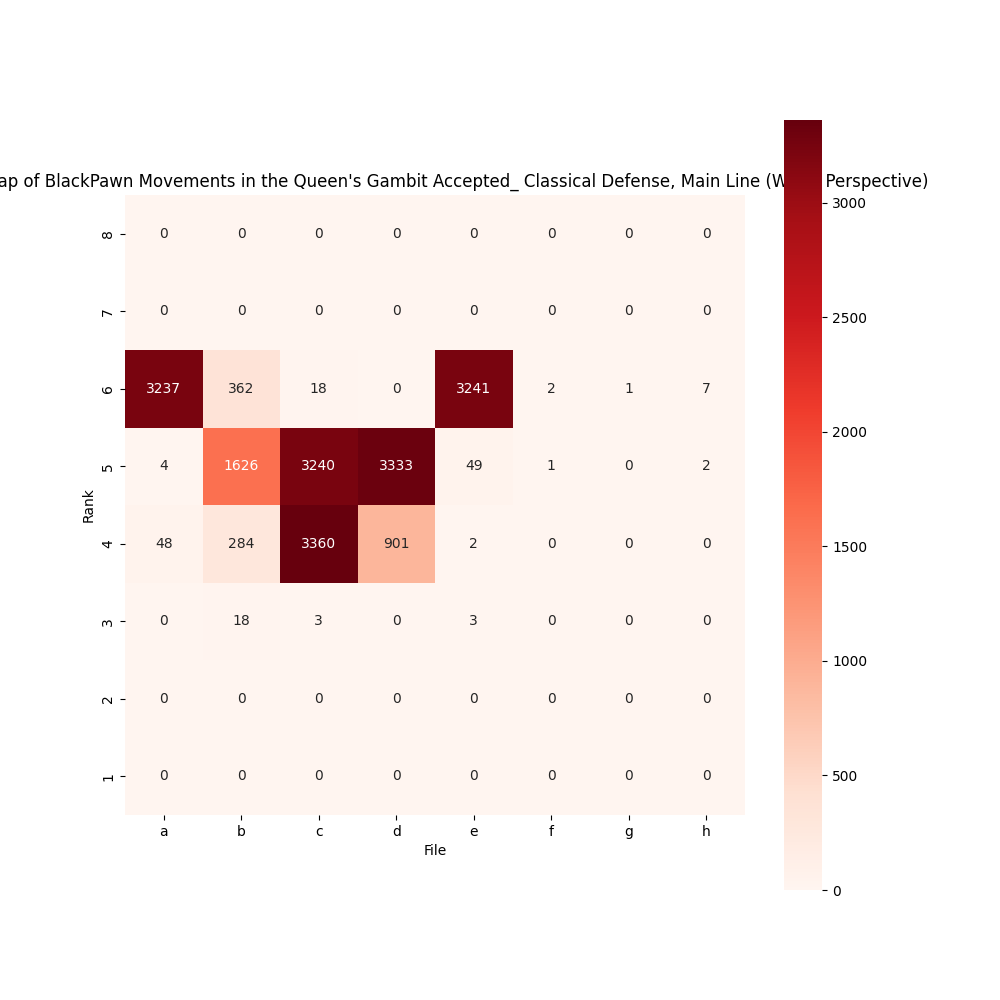 ap of BlackPawn Movements in the Queen's Gambit Accepted_ Classical Defense, Main Line (W Perspective)
8 0 0 0 0 0 0 0 0
7 0 0 0 0 0 0 0 0
6 3237 362 18 0 3241 2 1 7
5 4 1626 3240 3333 49 1 0 2
Rank
4 48 284 3360 901 2 0 0 0
3 0 18 3 0 3 0 0 0
2 0 0 0 0 0 0 0 0
1 0 0 0 0 0 0 0 0
a b c d e f g h
File
3000
2500
2000
1500
1000
500
0